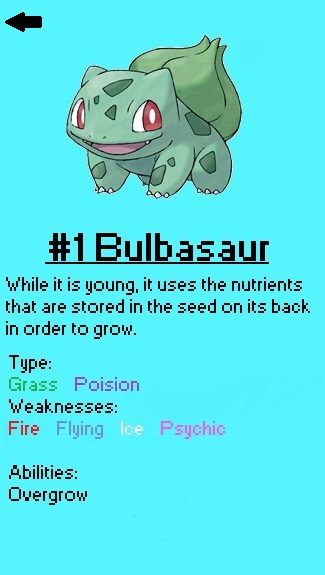 #1 Bulbasaur
While it is young, it uses the nutrients
that are stored in the seed on its back
in order to grow.
Type:
Grass Poision
Weaknesses:
Fire Flying Ice Psychic
Abilities:
Overgrow